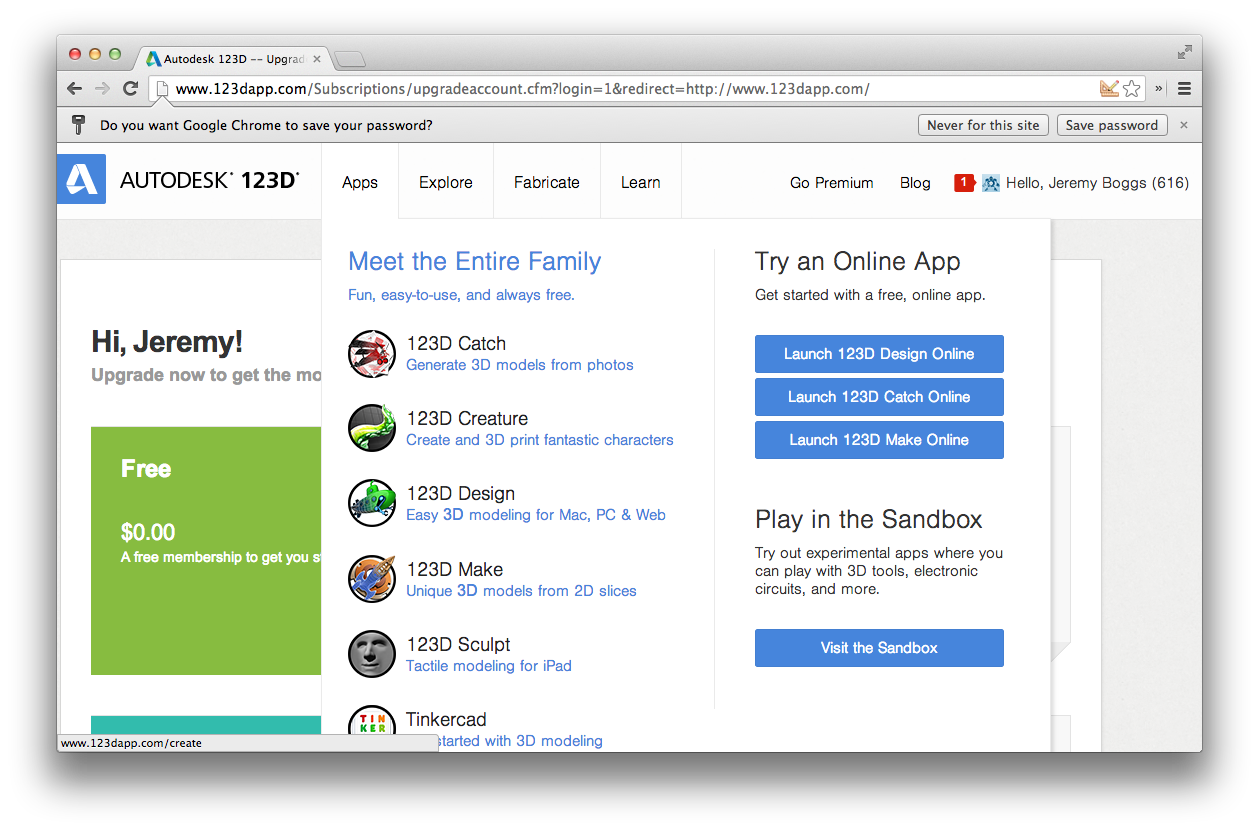 Autodesk 123D -- Upgrad
www.123dapp.com/Subscriptions/upgradeaccount.cfm?login=1&redirect=http://www.123dapp.com/
Do you want Google Chrome to save your password?
Never for this site
Save password
AUTODESK® 123D®
Apps
Explore
Fabricate
Learn
Go Premium
Blog
1
Hello, Jeremy Boggs (616)
Hi, Jeremy!
Upgrade now to get the mo
Free
$0.00
A free membership to get you s
Meet the Entire Family
Fun, easy-to-use, and always free.
123D Catch
Generate 3D models from photos
123D Creature
Create and 3D print fantastic characters
123D Design
Easy 3D modeling for Mac, PC & Web
123D Make
Unique 3D models from 2D slices
123D Sculpt
Tactile modeling for iPad
TIN
KER
Tinkercad
started with 3D modeling
Try an Online App
Get started with a free, online app.
Launch 123D Design Online
Launch 123D Catch Online
Launch 123D Make Online
Play in the Sandbox
Try out experimental apps where you
can play with 3D tools, electronic
circuits, and more.
Visit the Sandbox
www.123dapp.com/create